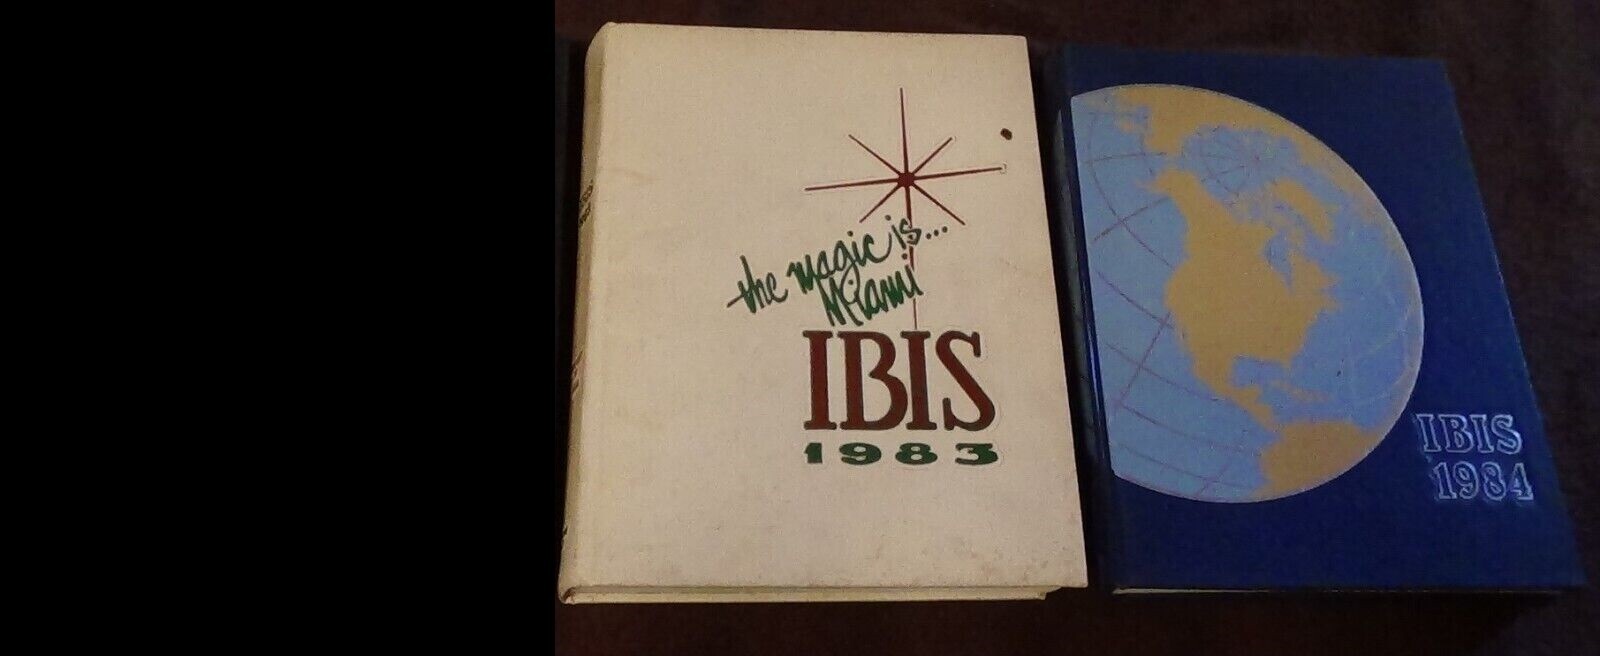 the magic is...
Miami
IBIS
1983
IBIS
1984